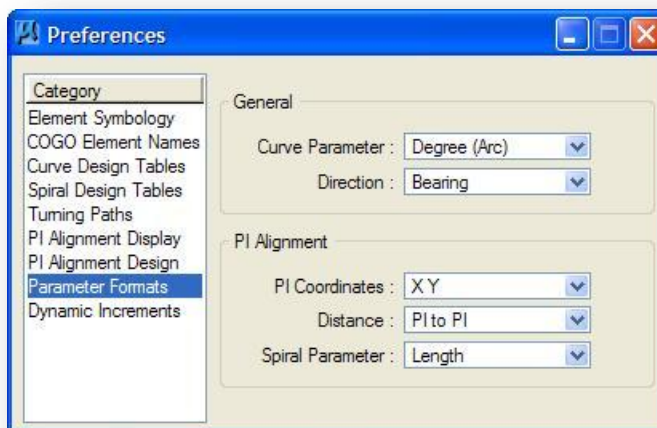 Preferences
Category
Element Symbology
COGO Element Names
Curve Design Tables
Spiral Design Tables
Turning Paths
PI Alignment Display
PI Alignment Design
Parameter Formats
Dynamic Increments
General
Curve Parameter : Degree (Arc)
Direction : Bearing
PI Alignment
PI Coordinates : X Y
Distance : PI to PI
Spiral Parameter : Length